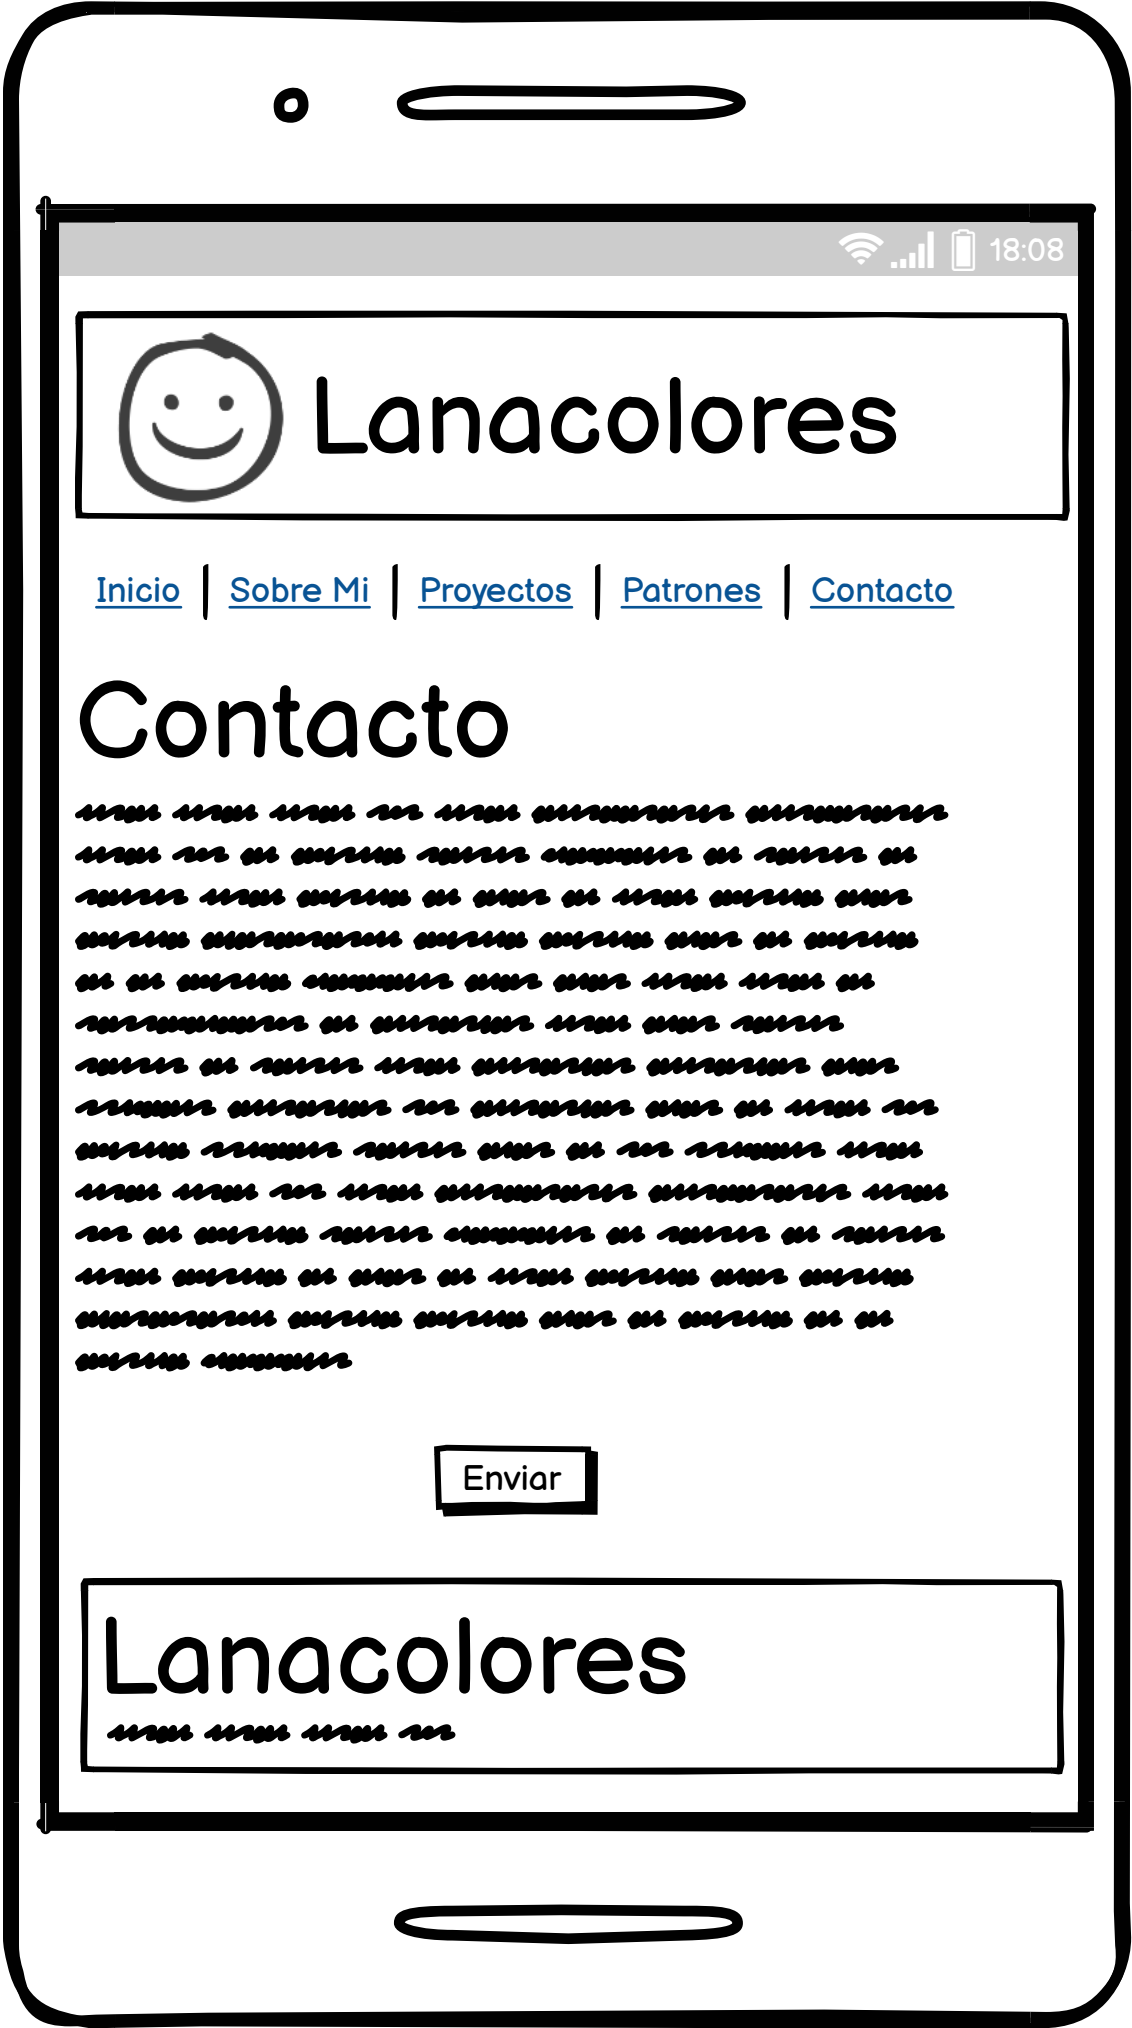 18:08
Lanacolores
Inicio | Sobre Mi | Proyectos | Patrones | Contacto
Contacto
Enviar
Lanacolores